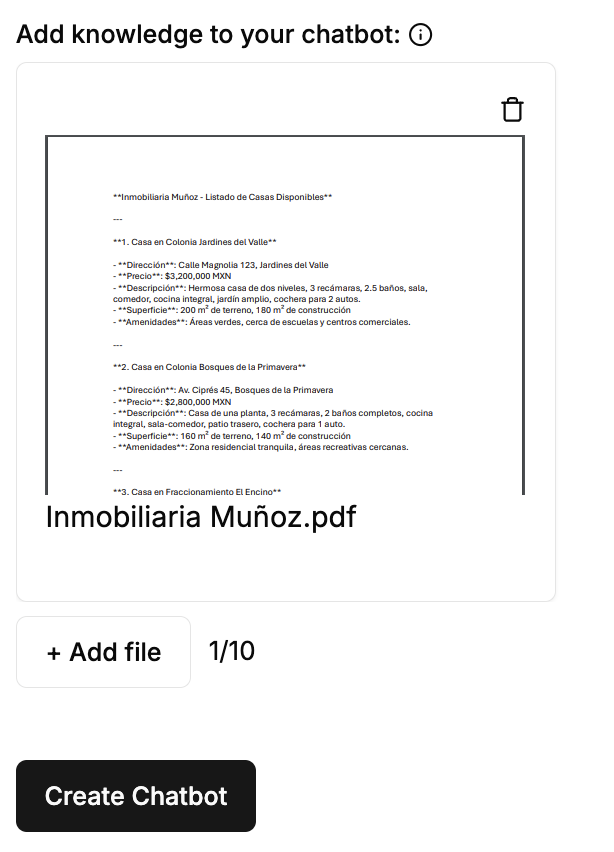 Add knowledge to your chatbot:
**Inmobiliaria Muñoz - Listado de Casas Disponibles**
---
**1. Casa en Colonia Jardines del Valle**
- **Dirección**: Calle Magnolia 123, Jardines del Valle
- **Precio**: $3,200,000 MXN
- **Descripción**: Hermosa casa de dos niveles, 3 recámaras, 2.5 baños, sala,
comedor, cocina integral, jardín amplio, cochera para 2 autos.
- **Superficie**: 200 m² de terreno, 180 m² de construcción
- **Amenidades**: Áreas verdes, cerca de escuelas y centros comerciales.
---
**2. Casa en Colonia Bosques de la Primavera**
- **Dirección**: Av. Ciprés 45, Bosques de la Primavera
- **Precio**: $2,800,000 MXN
- **Descripción**: Casa de una planta, 3 recámaras, 2 baños completos, cocina
integral, sala-comedor, patio trasero, cochera para 1 auto.
- **Superficie**: 160 m² de terreno, 140 m² de construcción
- **Amenidades**: Zona residencial tranquila, áreas recreativas cercanas.
---
**3. Casa en Fraccionamiento El Encino**
Inmobiliaria Muñoz.pdf
+ Add file 1/10
Create Chatbot